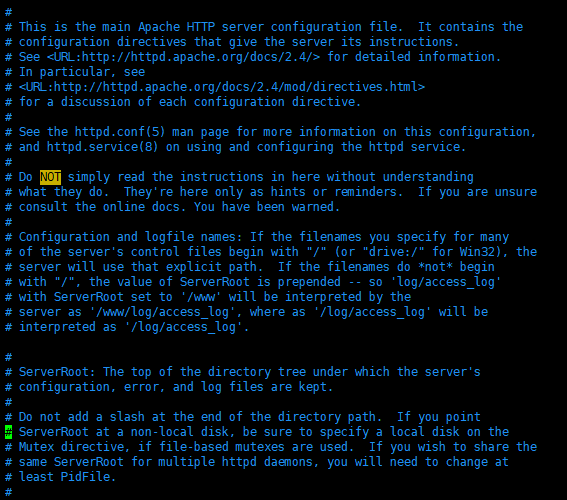 #
# This is the main Apache HTTP server configuration file.  It contains the
# configuration directives that give the server its instructions.
# See <URL:http://httpd.apache.org/docs/2.4/> for detailed information.
# In particular, see
# <URL:http://httpd.apache.org/docs/2.4/mod/directives.html>
# for a discussion of each configuration directive.
#
# See the httpd.conf(5) man page for more information on this configuration,
# and httpd.service(8) on using and configuring the httpd service.
#
# Do NOT simply read the instructions in here without understanding
# what they do.  They're here only as hints or reminders.  If you are unsure
# consult the online docs. You have been warned.
#
# Configuration and logfile names: If the filenames you specify for many
# of the server's control files begin with "/" (or "drive:/" for Win32), the
# server will use that explicit path.  If the filenames do *not* begin
# with "/", the value of ServerRoot is prepended -- so 'log/access_log'
# with ServerRoot set to '/www' will be interpreted by the
# server as '/www/log/access_log', where as '/log/access_log' will be
# interpreted as '/log/access_log'.

#
# ServerRoot: The top of the directory tree under which the server's
# configuration, error, and log files are kept.
#
# Do not add a slash at the end of the directory path.  If you point
# ServerRoot at a non-local disk, be sure to specify a local disk on the
# Mutex directive, if file-based mutexes are used.  If you wish to share the
# same ServerRoot for multiple httpd daemons, you will need to change at
# least PidFile.
#